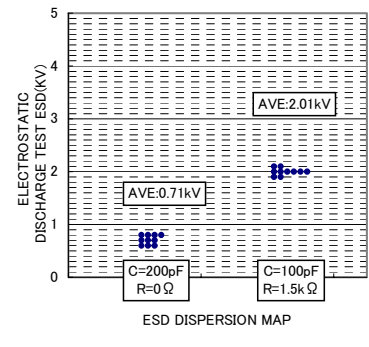 5
4
3
2
1
0
ELECTROSTATIC
DISCHARGE TEST ESD(KV)
AVE:2.01kV
AVE:0.71kV
C=200pF
R=0Ω
C=100pF
R=1.5kΩ
ESD DISPERSION MAP